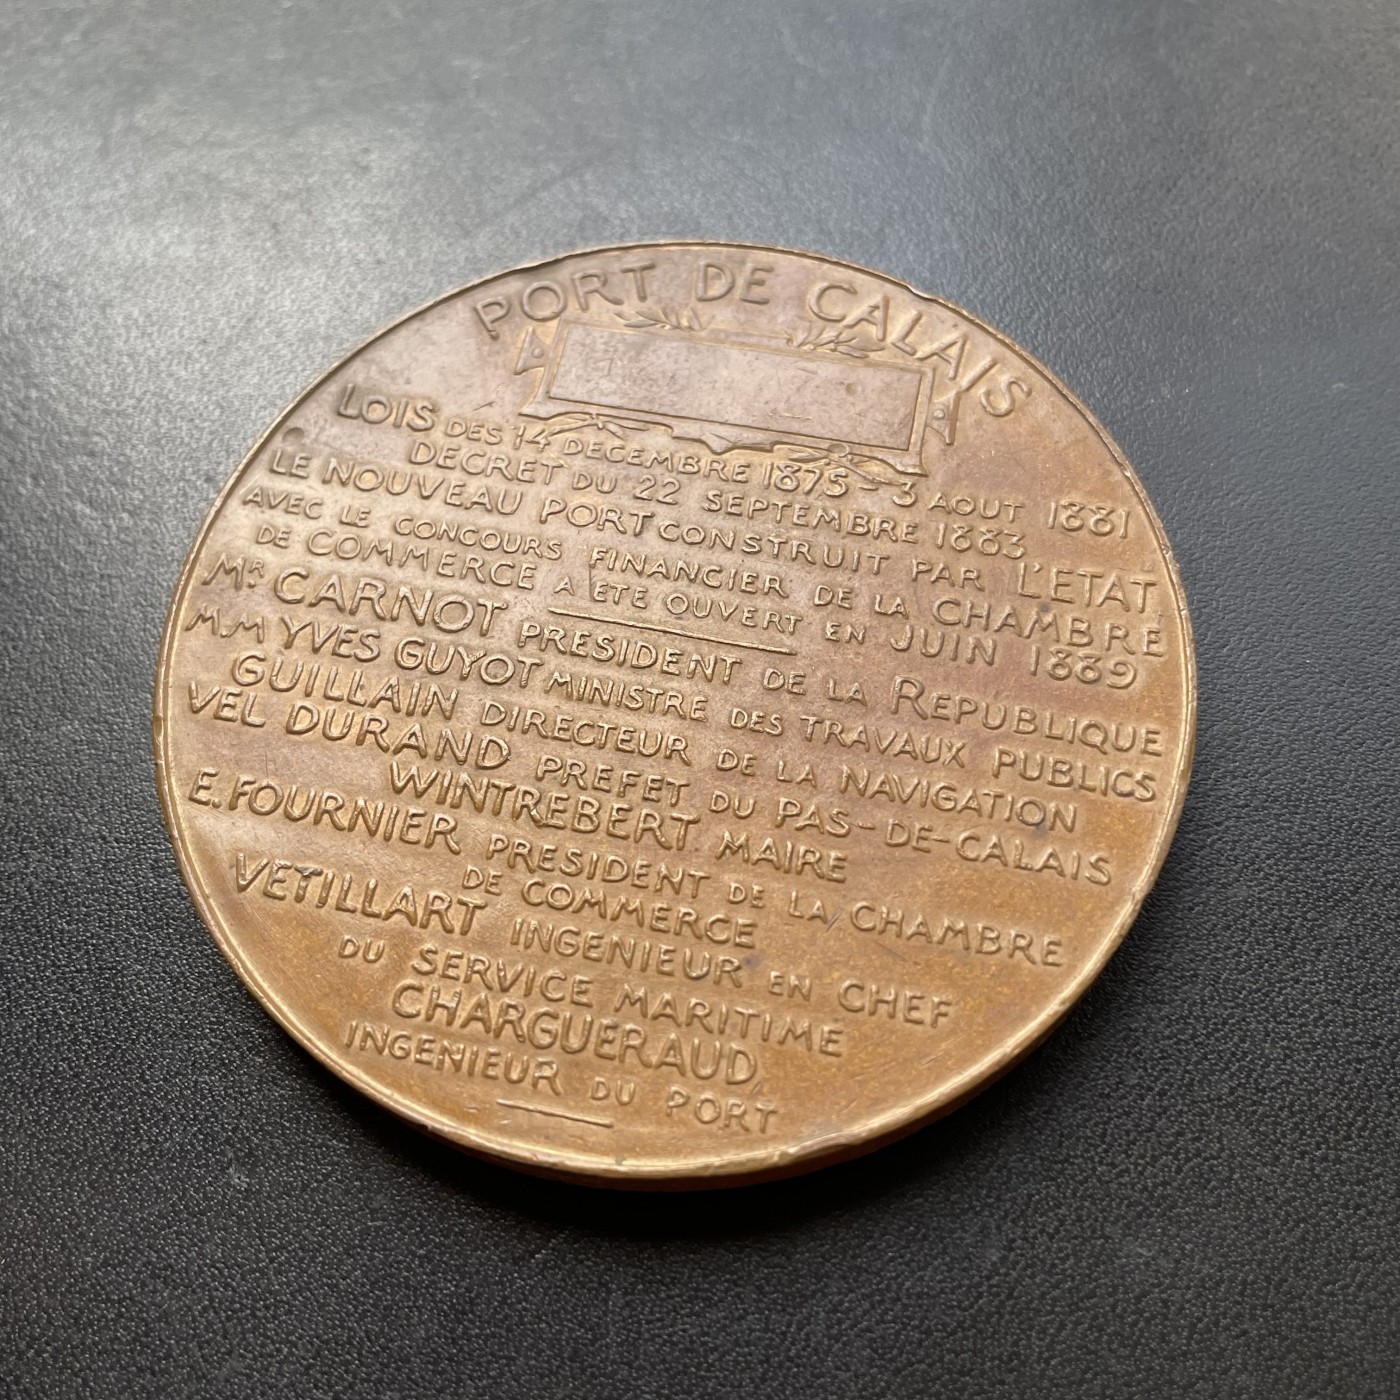 PORT DE CALAIS
LOIS DES 14 DECEMBRE 1875 - 3 AOUT 1881
DECRET DU 22 SEPTEMBRE 1883
LE NOUVEAU PORT CONSTRUIT PAR L'ETAT
AVEC LE CONCOURS FINANCIER DE LA CHAMBRE
DE COMMERCE A ETE OUVERT EN JUIN 1889
MR CARNOT PRESIDENT DE LA REPUBLIQUE
M.M YVES GUYOT MINISTRE DES TRAVAUX PUBLICS
GUILLAIN DIRECTEUR DE LA NAVIGATION
VEL DURAND PREFET DU PAS-DE-CALAIS
WINTREBERT MAIRE
E. FOURNIER PRESIDENT DE LA CHAMBRE
DE COMMERCE
VETILLART INGENIEUR EN CHEF
DU SERVICE MARITIME
CHARGUERAUD
INGENIEUR DU PORT